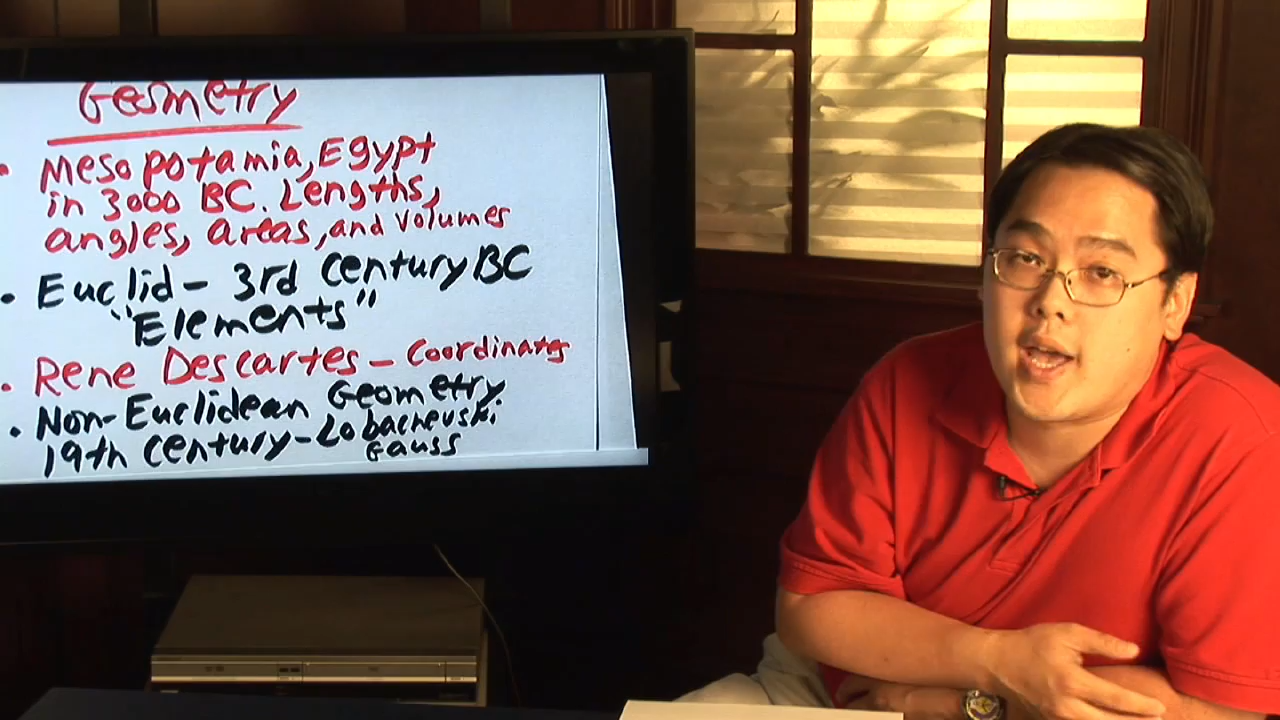 Geometry
• Mesopotamia, Egypt
in 3000 BC. Lengths,
angles, areas, and volumes
• Euclid - 3rd century BC
"Elements"
• Rene Descartes - Coordinates
• Non-Euclidean Geometry
19th century - Lobachevski
Gauss